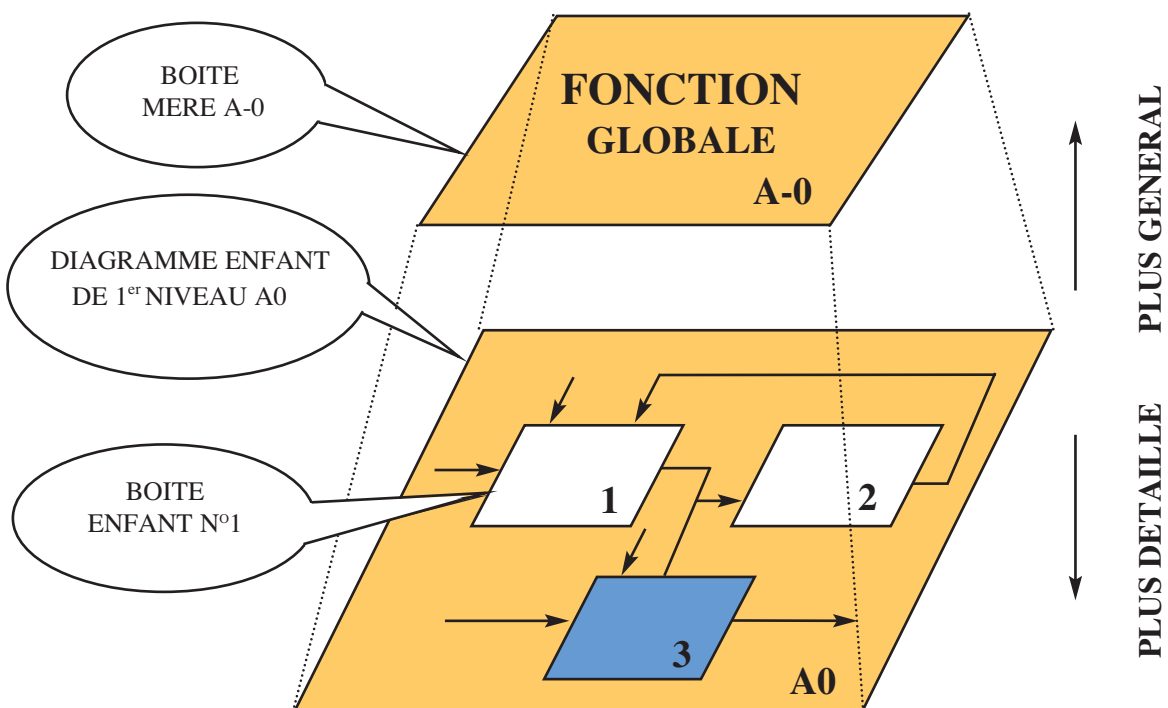 BOITE
MERE A-0
FONCTION
GLOBALE
A-0
PLUS GENERAL
DIAGRAMME ENFANT
DE 1er NIVEAU A0
BOITE
ENFANT NO1
1
2
3
A0
PLUS DETAILLE